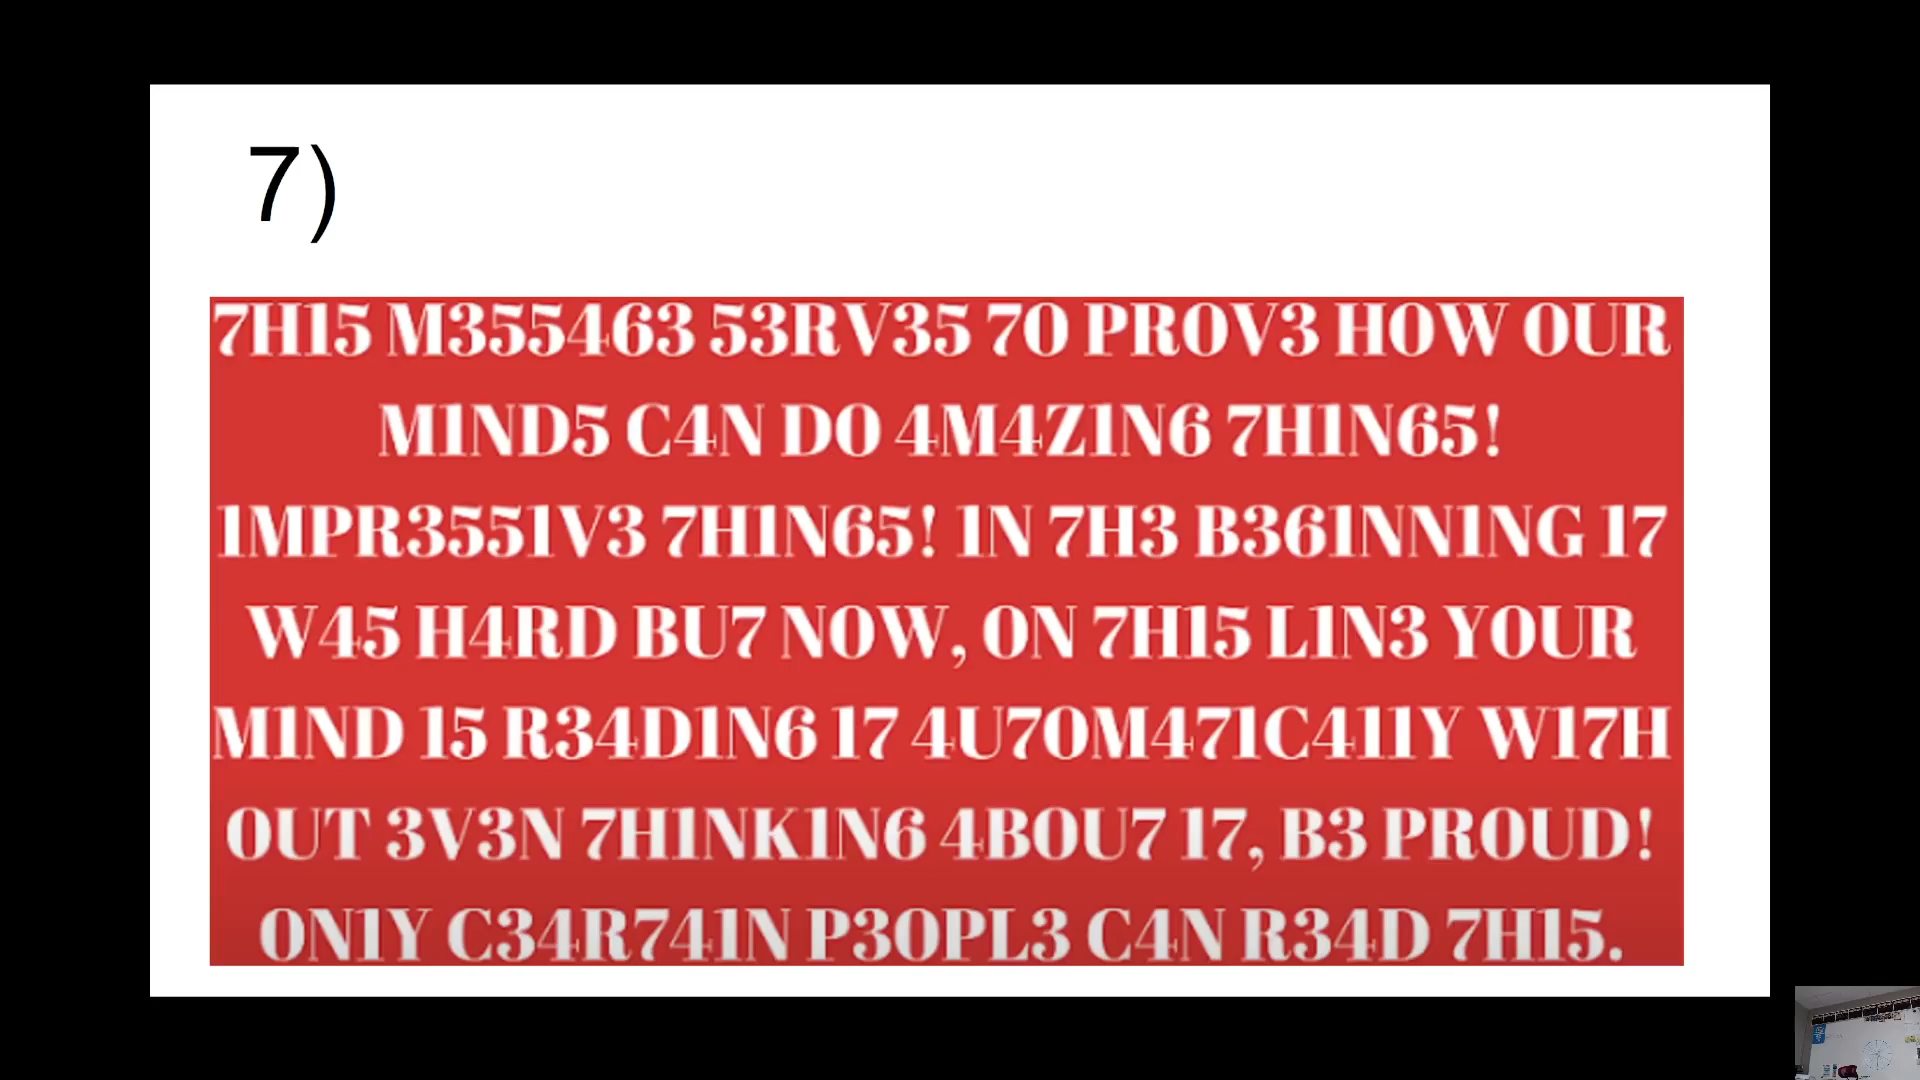 7)
7H15 M355463 53RV35 70 PROV3 HOW OUR
M1ND5 C4N DO 4M4Z1N6 7H1N65!
1MPR3551V3 7H1N65! 1N 7H3 B361NN1NG 17
W45 H4RD BU7 NOW, ON 7H15 L1N3 YOUR
M1ND 15 R34D1N6 17 4U70M471C411Y W17H
OUT 3V3N 7H1NK1N6 4BOU7 17, B3 PROUD!
ON1Y C34R741N P3OPL3 C4N R34D 7H15.